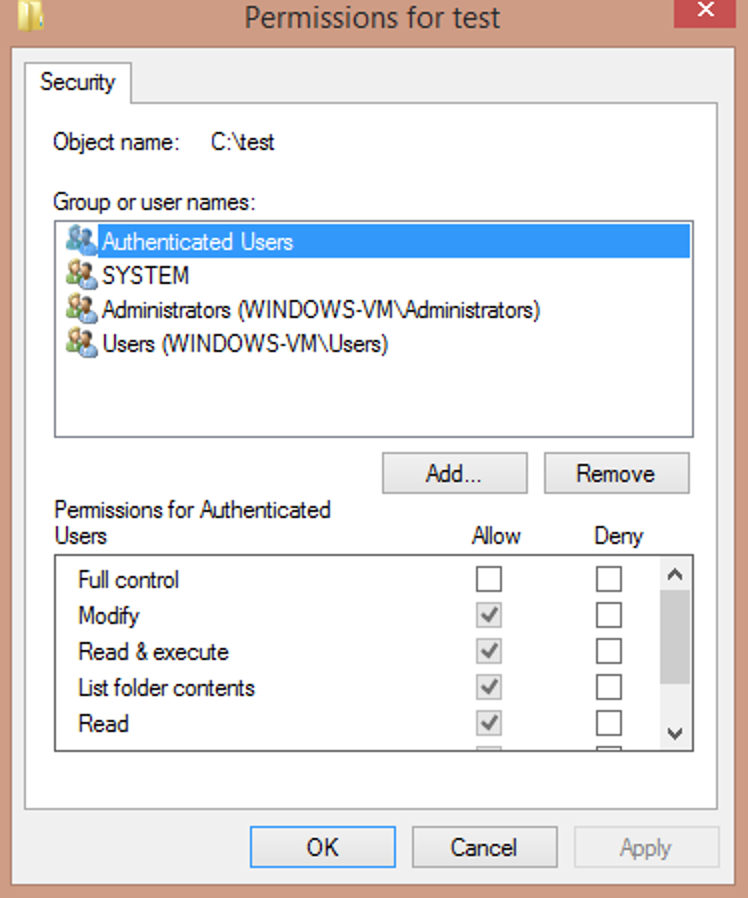 Permissions for test
Security
Object name: C:\test
Group or user names:
Authenticated Users
SYSTEM
Administrators (WINDOWS-VM\Administrators)
Users (WINDOWS-VM\Users)
Add... Remove
Permissions for Authenticated
Users Allow Deny
Full control
Modify
Read & execute
List folder contents
Read
OK Cancel Apply